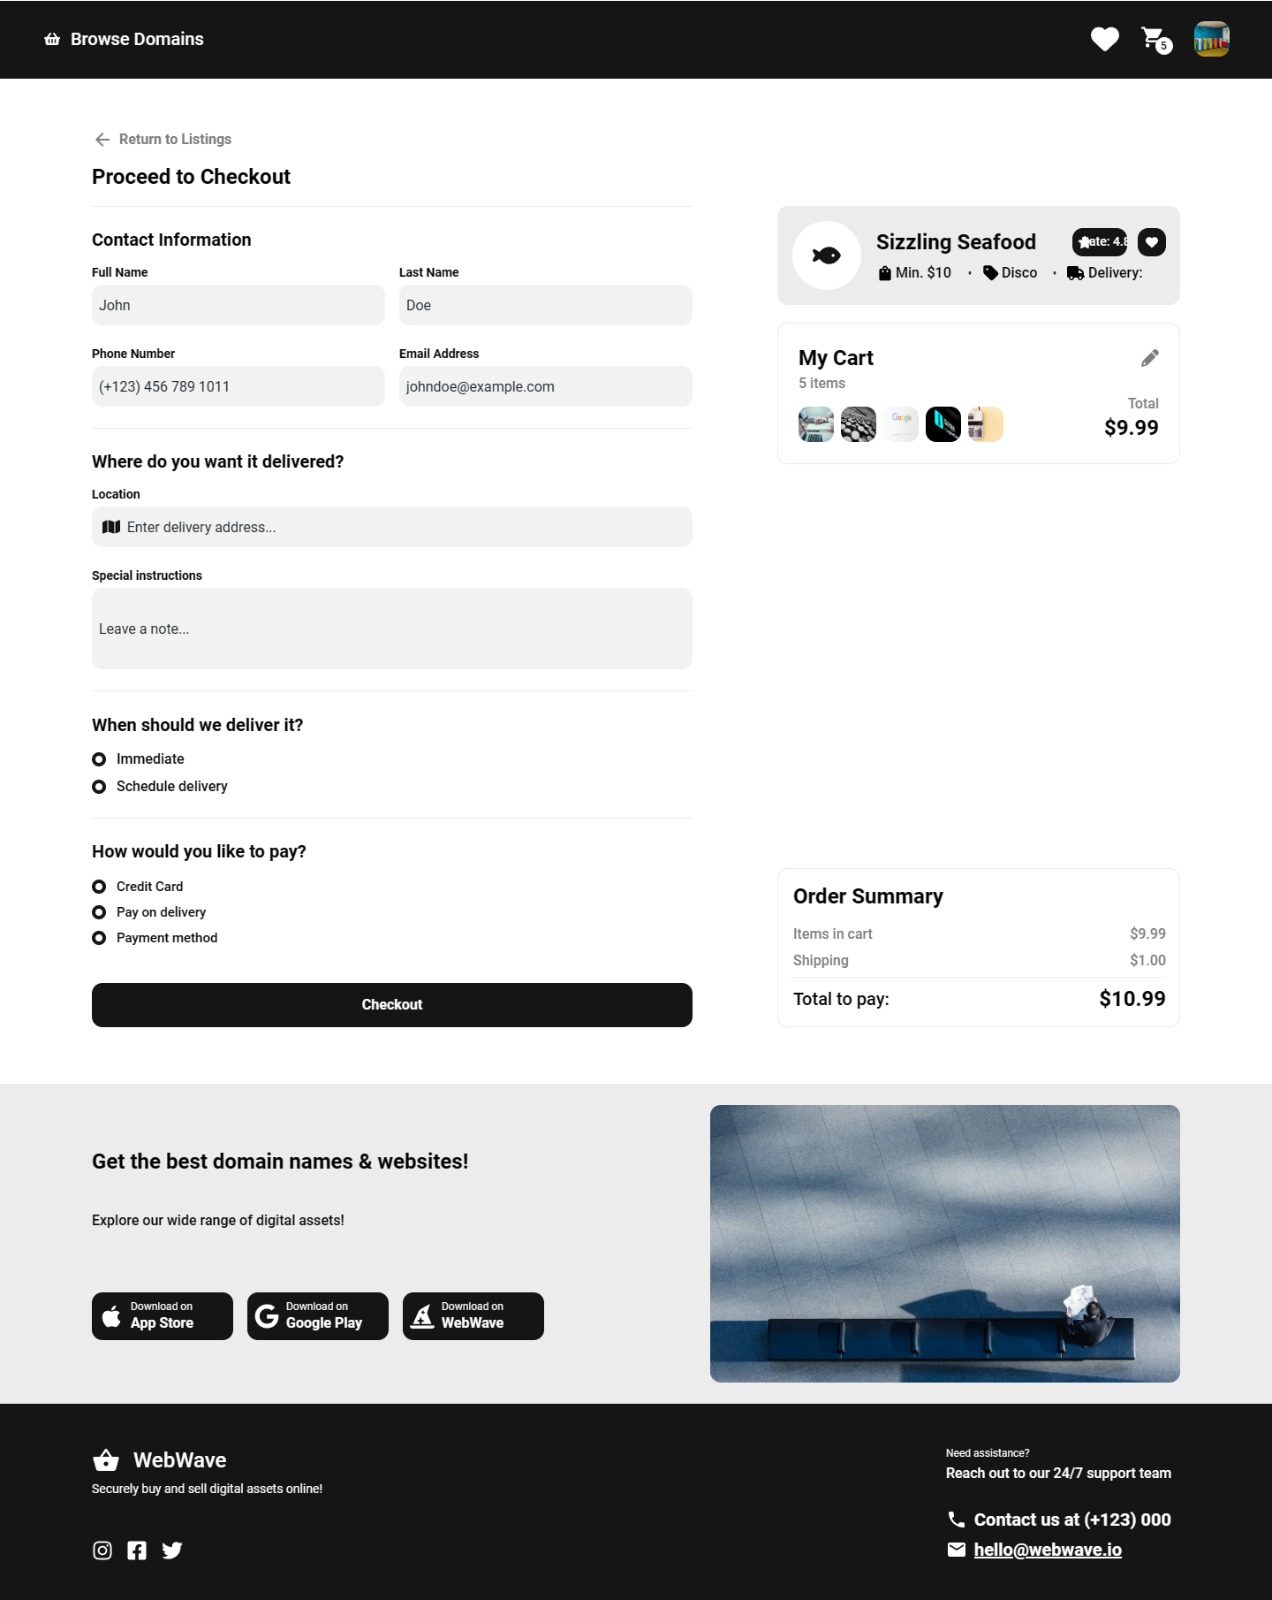 Browse Domains
5
Return to Listings
Proceed to Checkout
Contact Information
Full Name
Last Name
John
Doe
Phone Number
Email Address
(+123) 456 789 1011
johndoe@example.com
Where do you want it delivered?
Location
Enter delivery address...
Special instructions
Leave a note...
When should we deliver it?
Immediate
Schedule delivery
How would you like to pay?
Credit Card
Pay on delivery
Payment method
Checkout
Sizzling Seafood
ate: 4.8
Min. $10 · Disco · Delivery:
My Cart
5 items
Google
Total
$9.99
Order Summary
Items in cart $9.99
Shipping $1.00
Total to pay: $10.99
Get the best domain names & websites!
Explore our wide range of digital assets!
Download on
App Store
Download on
Google Play
Download on
WebWave
WebWave
Securely buy and sell digital assets online!
Need assistance?
Reach out to our 24/7 support team
Contact us at (+123) 000
hello@webwave.io